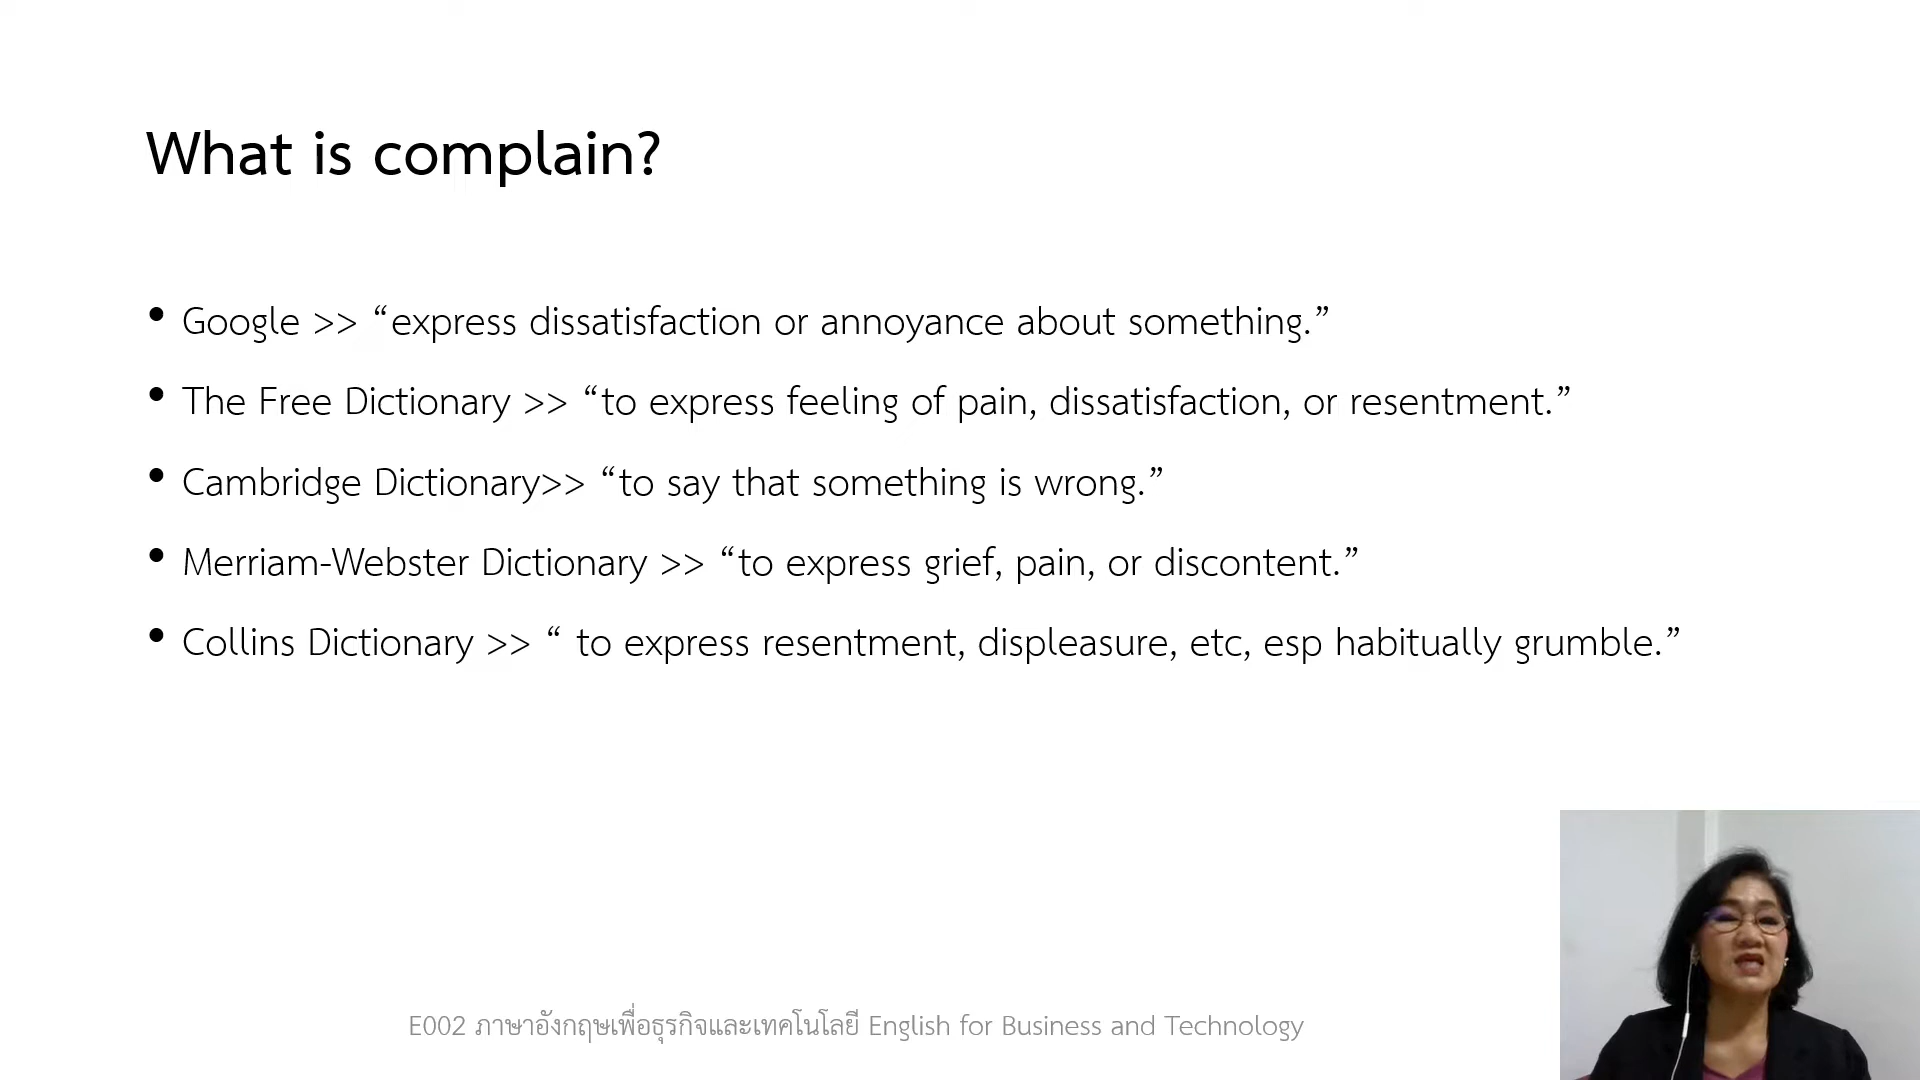 What is complain?
• Google >> “express dissatisfaction or annoyance about something.”
• The Free Dictionary >> “to express feeling of pain, dissatisfaction, or resentment.”
• Cambridge Dictionary>> “to say that something is wrong.”
• Merriam-Webster Dictionary >> “to express grief, pain, or discontent.”
• Collins Dictionary >> “ to express resentment, displeasure, etc, esp habitually grumble.”
E002 ภาษาอังกฤษเพื่อธุรกิจและเทคโนโลยี English for Business and Technology